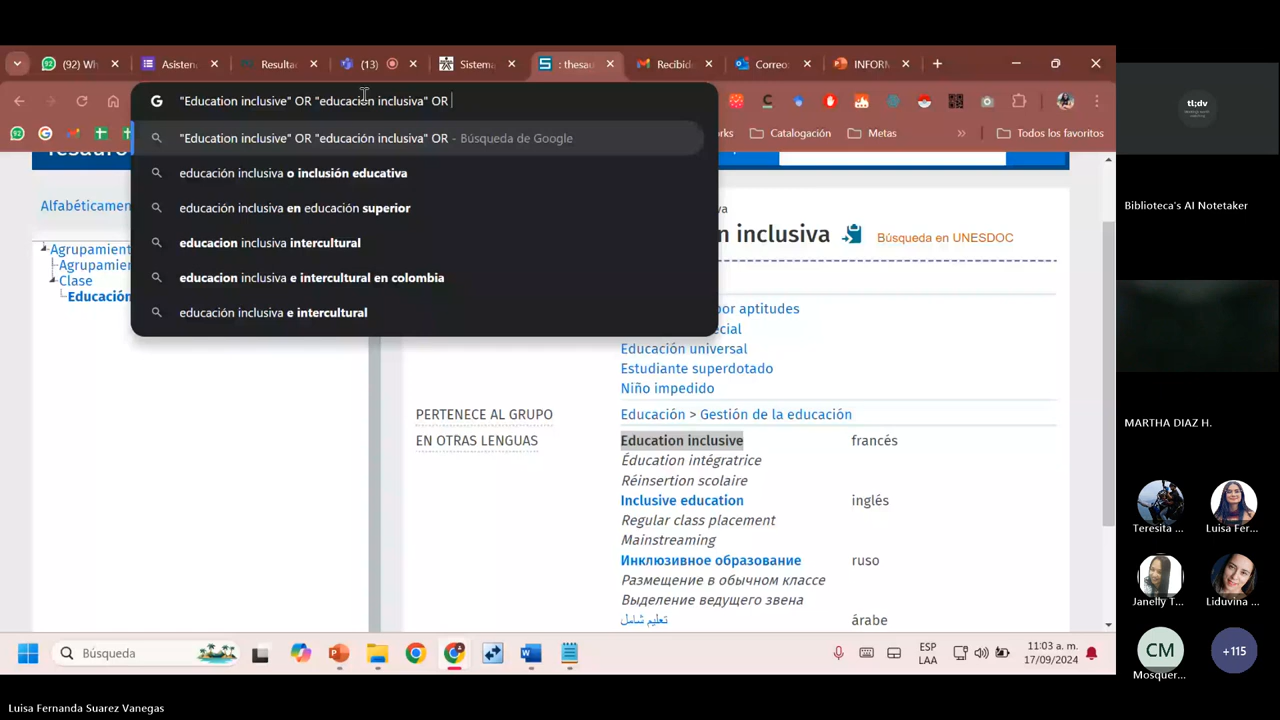 (92) Wh
Asisten
Resulta
(13)
Sistema
: thesa
Recibid
Correo:
INFORM
"Education inclusive" OR "educación inclusiva" OR
"Education inclusive" OR "educación inclusiva" OR - Búsqueda de Google
educación inclusiva o inclusión educativa
educación inclusiva en educación superior
educacion inclusiva intercultural
educacion inclusiva e intercultural en colombia
educación inclusiva e intercultural
rks
Catalogación
Metas
»
Todos los favoritos
Tesauro
Alfabéticamen
Agrupamient
Agrupamien
Clase
Educación
va
n inclusiva
Búsqueda en UNESDOC
por aptitudes
cial
Educación universal
Estudiante superdotado
Niño impedido
PERTENECE AL GRUPO
Educación > Gestión de la educación
EN OTRAS LENGUAS
Education inclusive francés
Éducation intégratrice
Réinsertion scolaire
Inclusive education inglés
Regular class placement
Mainstreaming
Инклюзивное образование ruso
Размещение в обычном классе
Выделение ведущего звена
تعليم شامل árabe
Búsqueda
ESP
LAA
11:03 a. m.
17/09/2024
tl;dv
Biblioteca's AI Notetaker
MARTHA DIAZ H.
Teresita ...
Luisa Fer...
Janelly T...
Liduvina ...
CM
Mosquer...
+115
Luisa Fernanda Suarez Vanegas